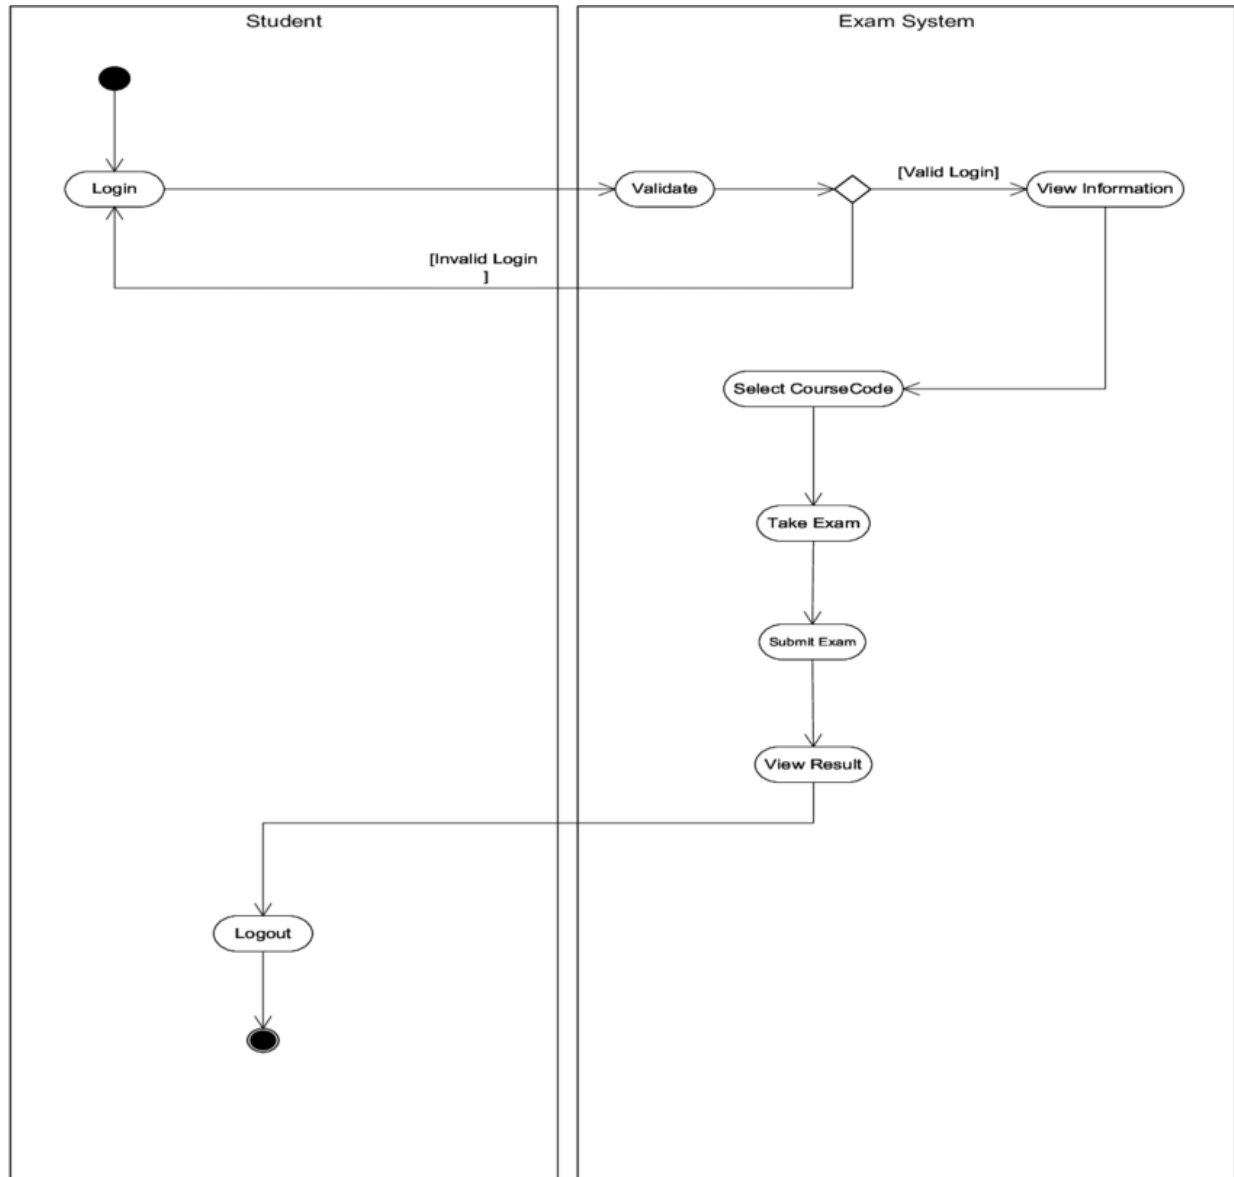 Student
Exam System
Login
Validate
[Valid Login]
View Information
[Invalid Login
]
Select CourseCode
Take Exam
Submit Exam
View Result
Logout